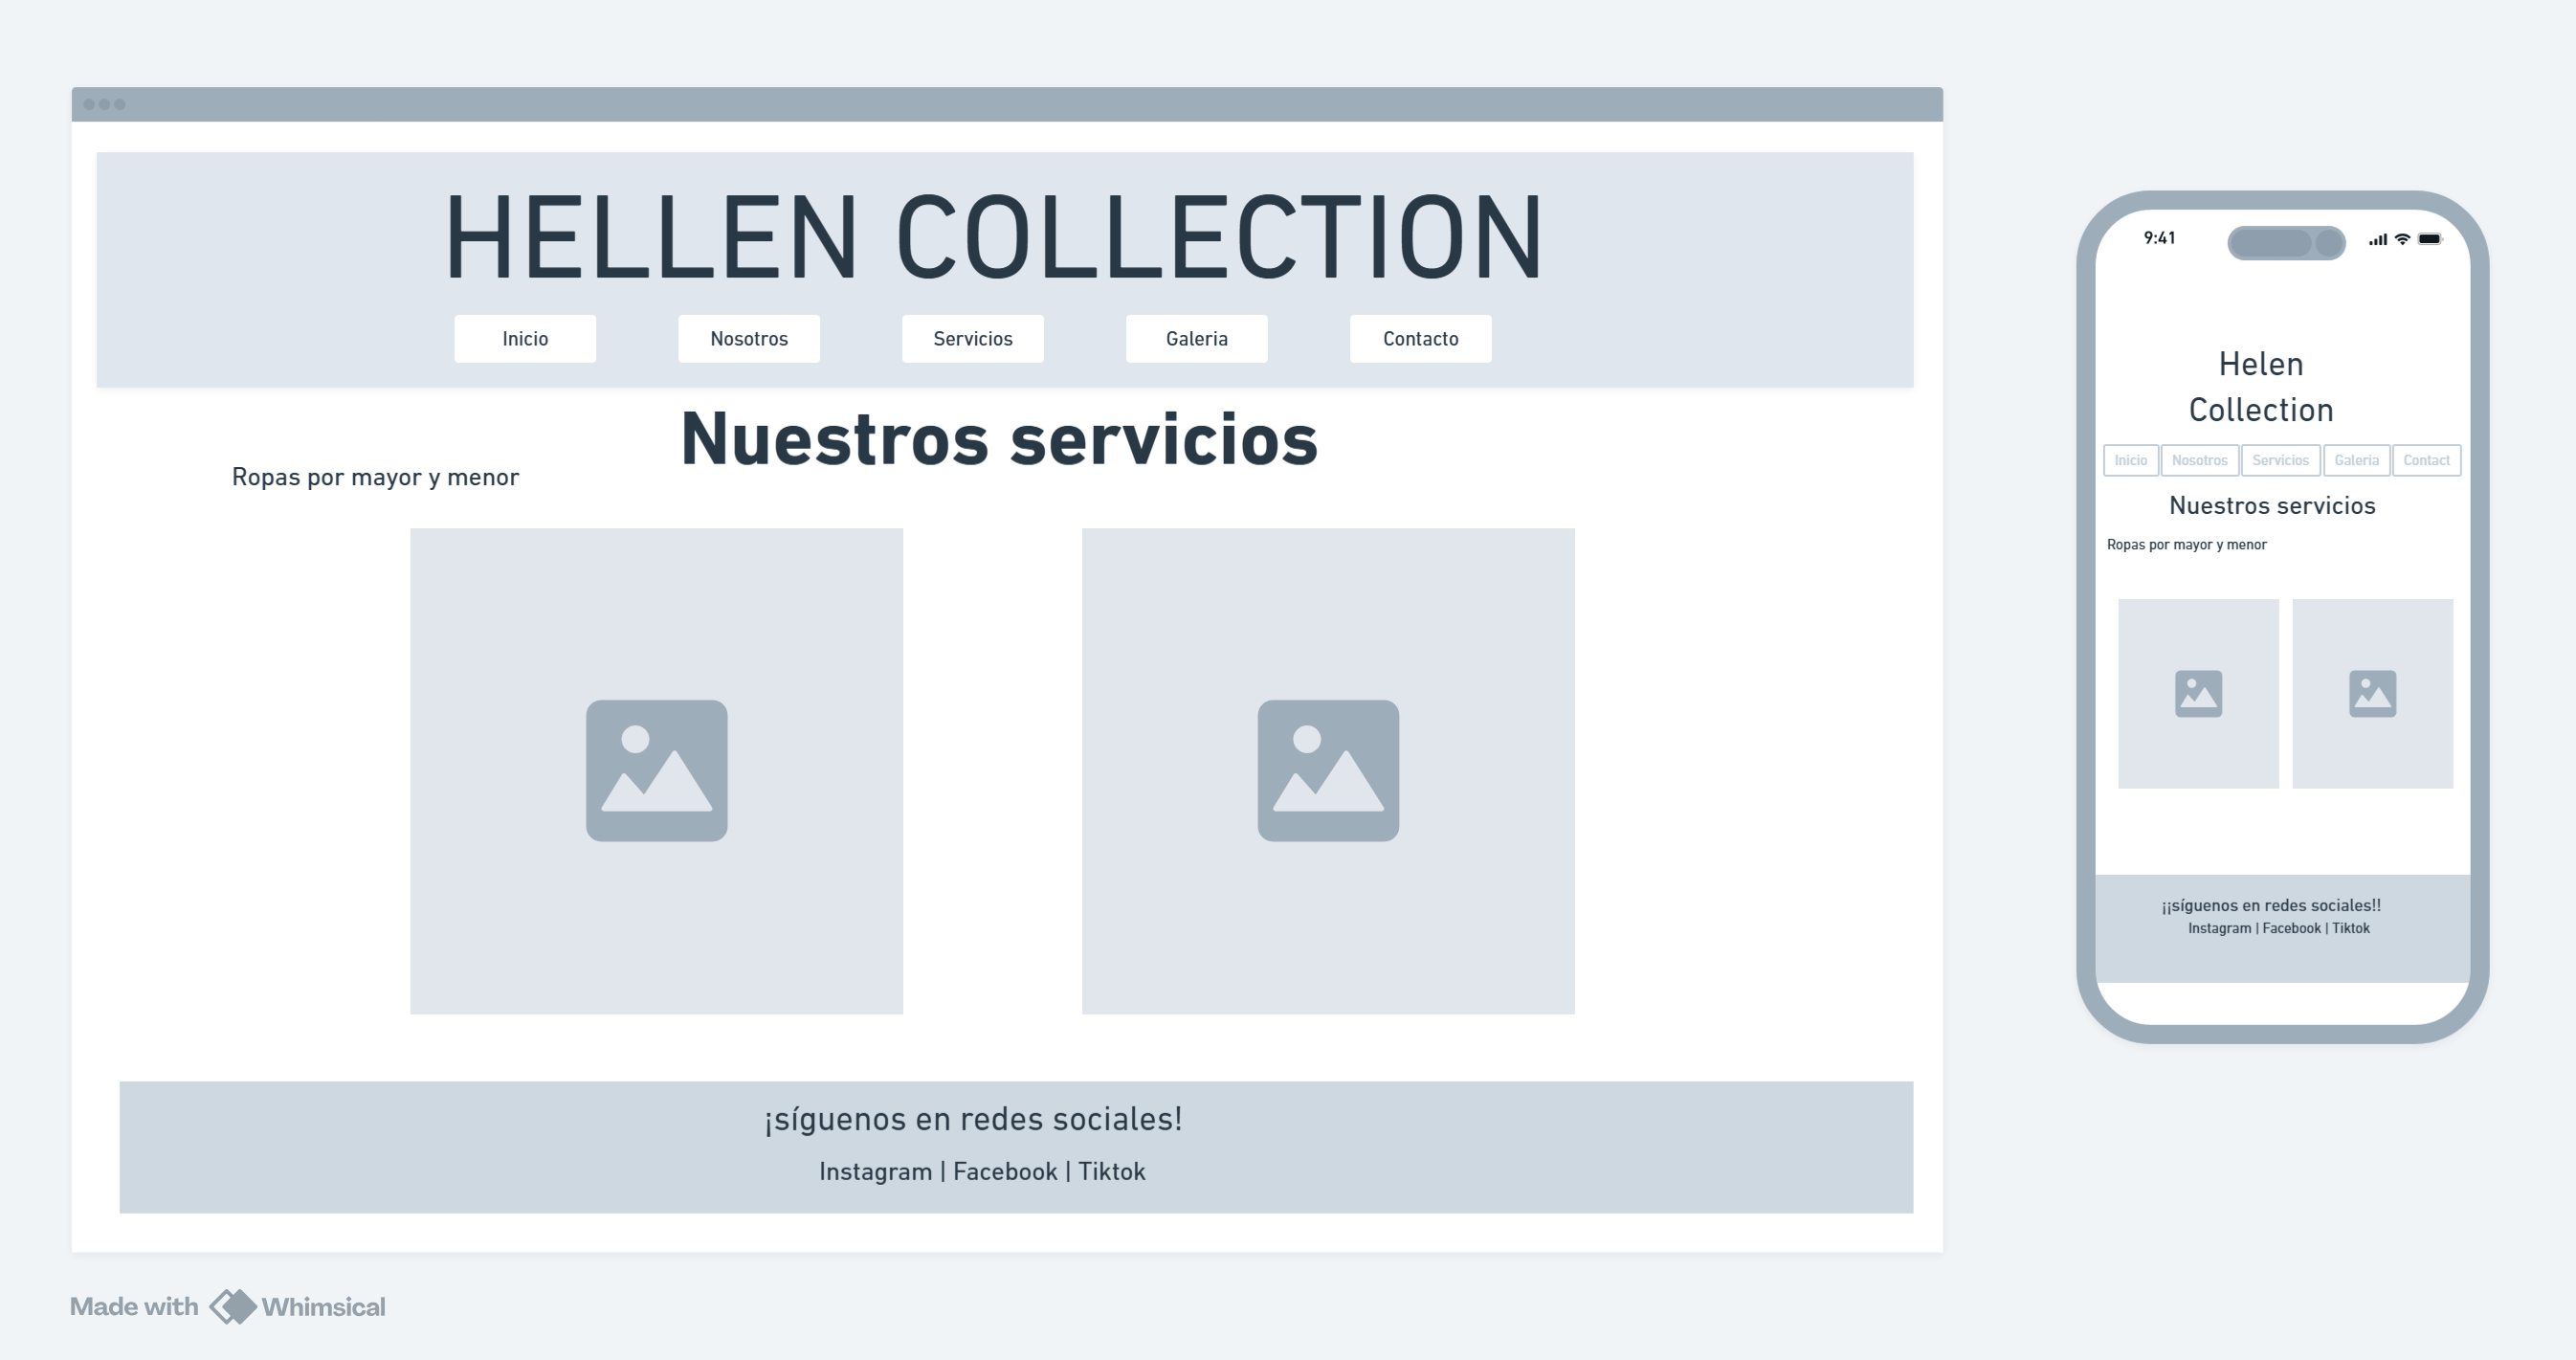 HELLEN COLLECTION
Inicio Nosotros Servicios Galeria Contacto
Nuestros servicios
Ropas por mayor y menor
¡síguenos en redes sociales!
Instagram | Facebook | Tiktok
9:41
Helen
Collection
Inicio Nosotros Servicios Galeria Contact
Nuestros servicios
Ropas por mayor y menor
¡¡síguenos en redes sociales!!
Instagram | Facebook | Tiktok
Made with Whimsical